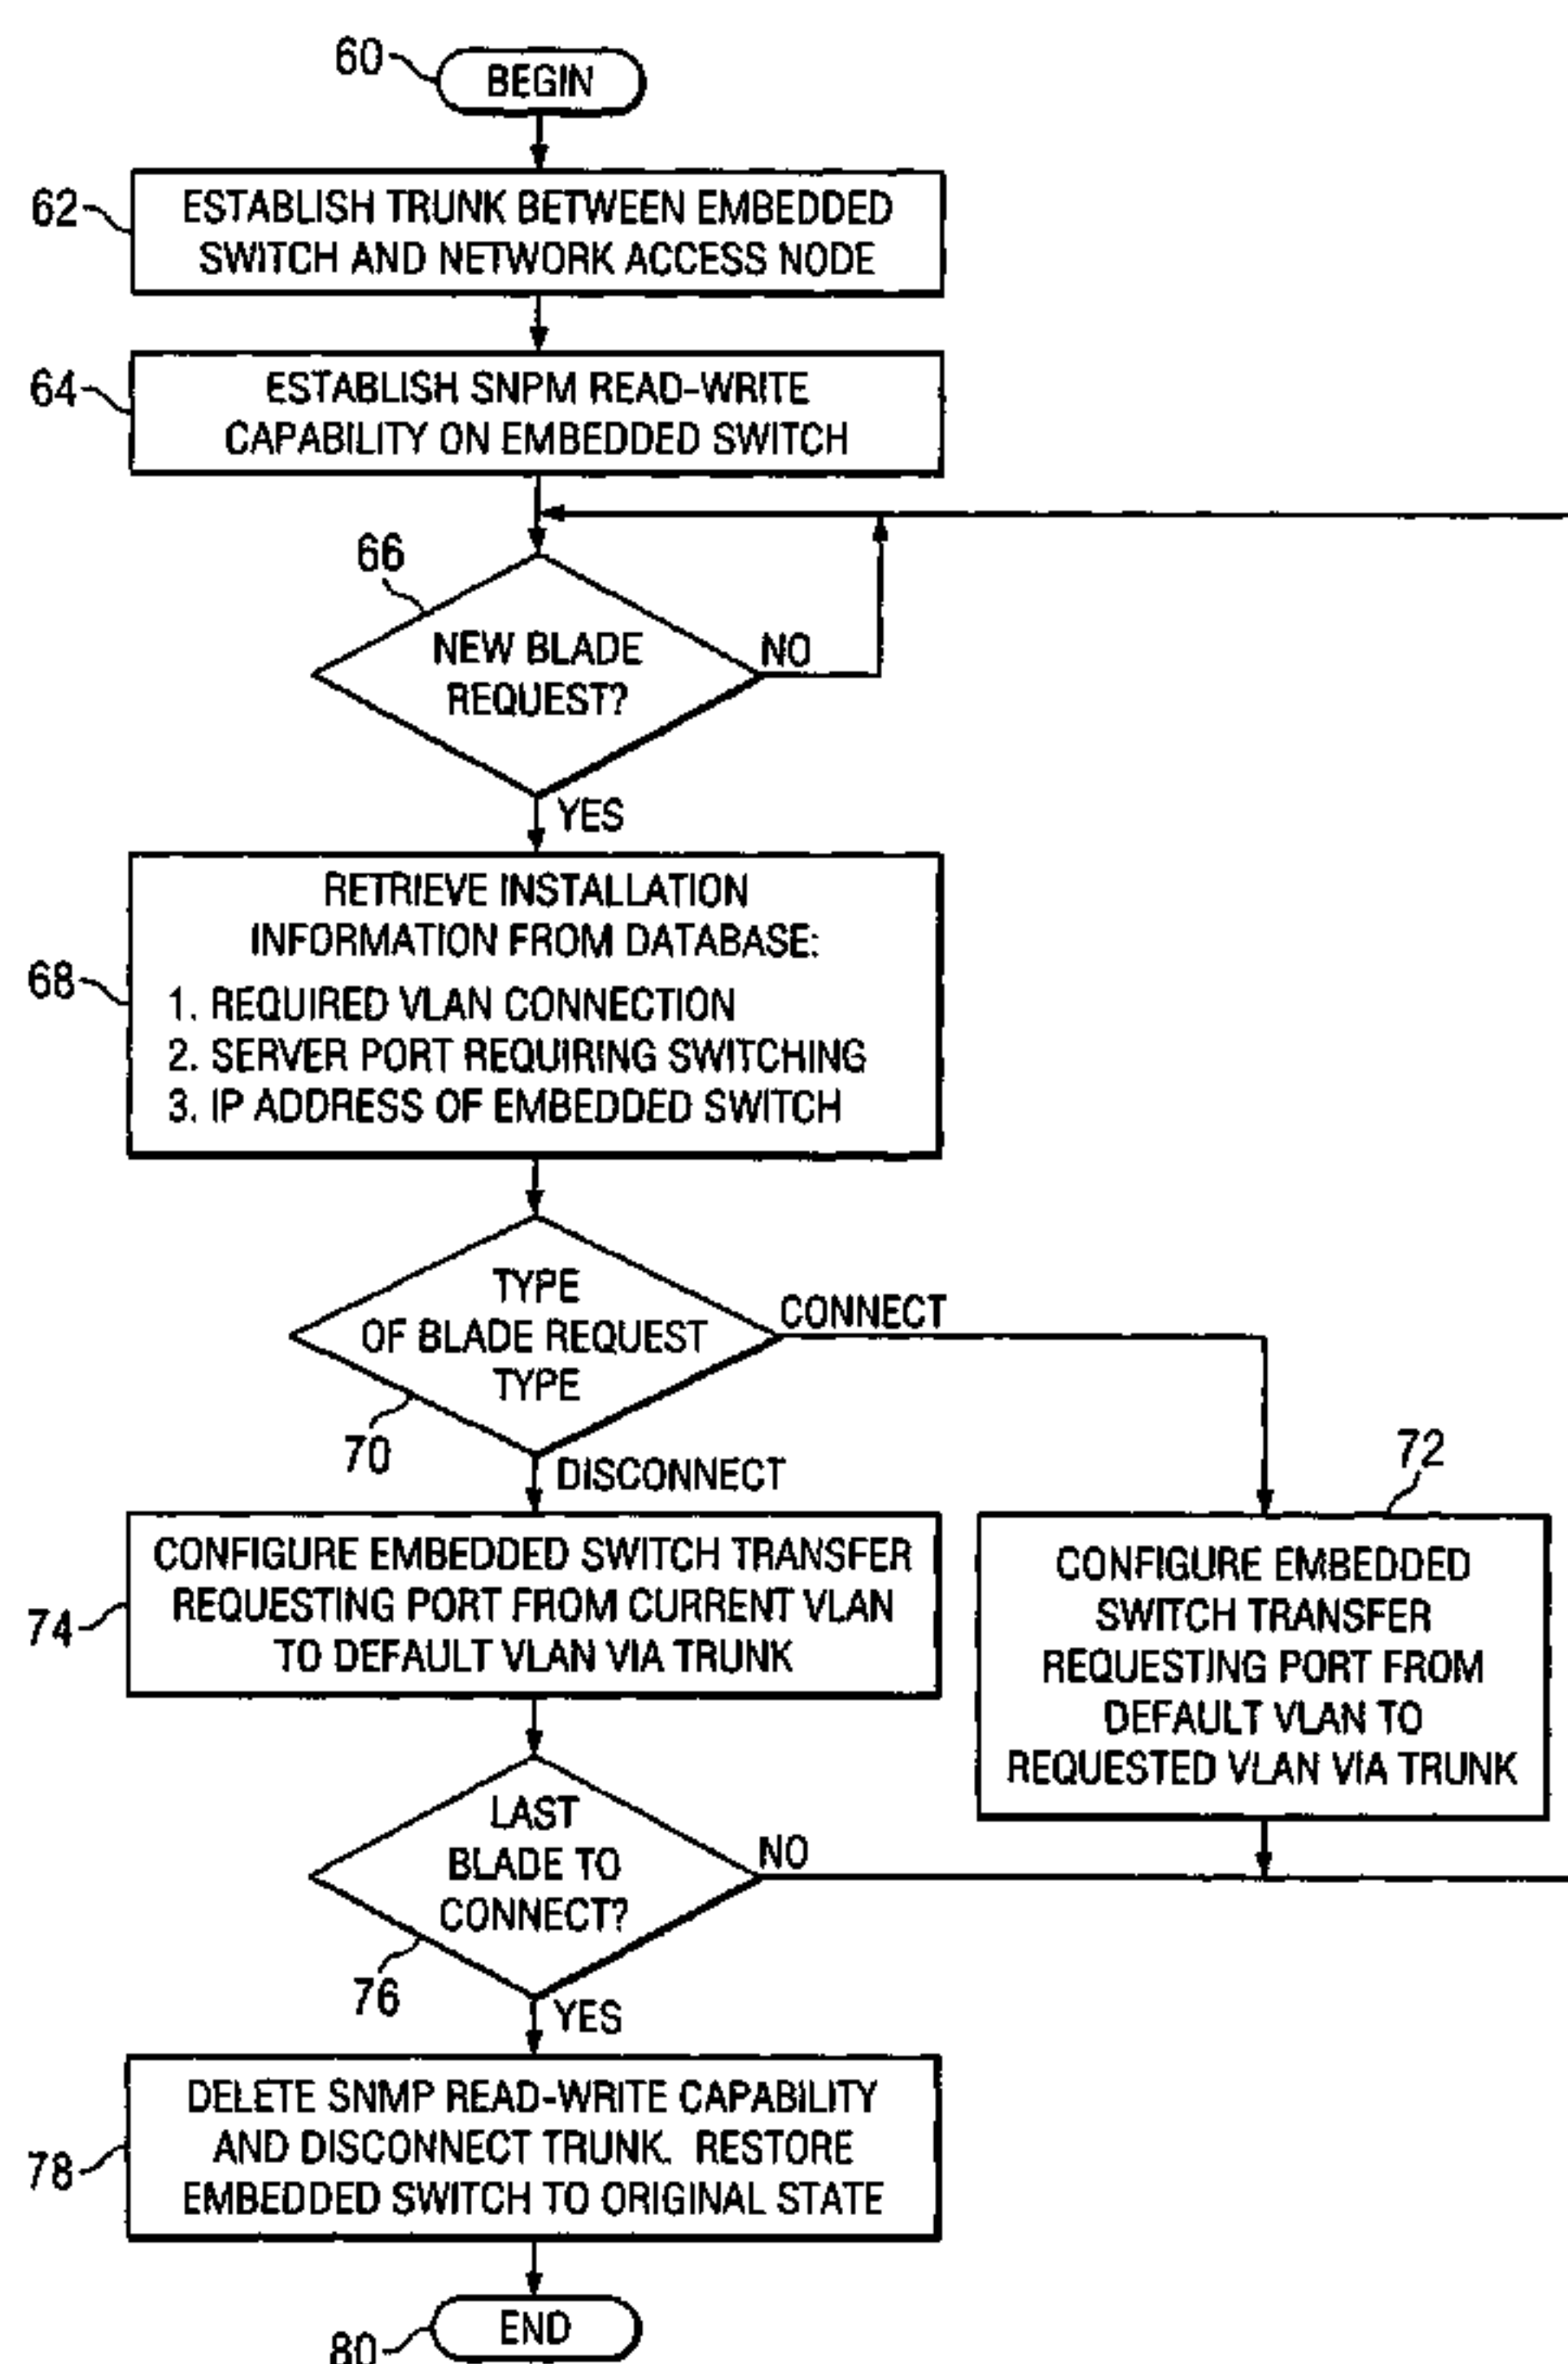 60
BEGIN
62
ESTABLISH TRUNK BETWEEN EMBEDDED
SWITCH AND NETWORK ACCESS NODE
64
ESTABLISH SNPM READ-WRITE
CAPABILITY ON EMBEDDED SWITCH
66
NEW BLADE
REQUEST?
NO
YES
68
RETRIEVE INSTALLATION
INFORMATION FROM DATABASE:
1. REQUIRED VLAN CONNECTION
2. SERVER PORT REQUIRING SWITCHING
3. IP ADDRESS OF EMBEDDED SWITCH
TYPE
OF BLADE REQUEST
TYPE
CONNECT
70
DISCONNECT
72
74
CONFIGURE EMBEDDED SWITCH TRANSFER
REQUESTING PORT FROM CURRENT VLAN
TO DEFAULT VLAN VIA TRUNK
CONFIGURE EMBEDDED
SWITCH TRANSFER
REQUESTING PORT FROM
DEFAULT VLAN TO
REQUESTED VLAN VIA TRUNK
LAST
BLADE TO
CONNECT?
NO
76
YES
78
DELETE SNMP READ-WRITE CAPABILITY
AND DISCONNECT TRUNK. RESTORE
EMBEDDED SWITCH TO ORIGINAL STATE
80
END